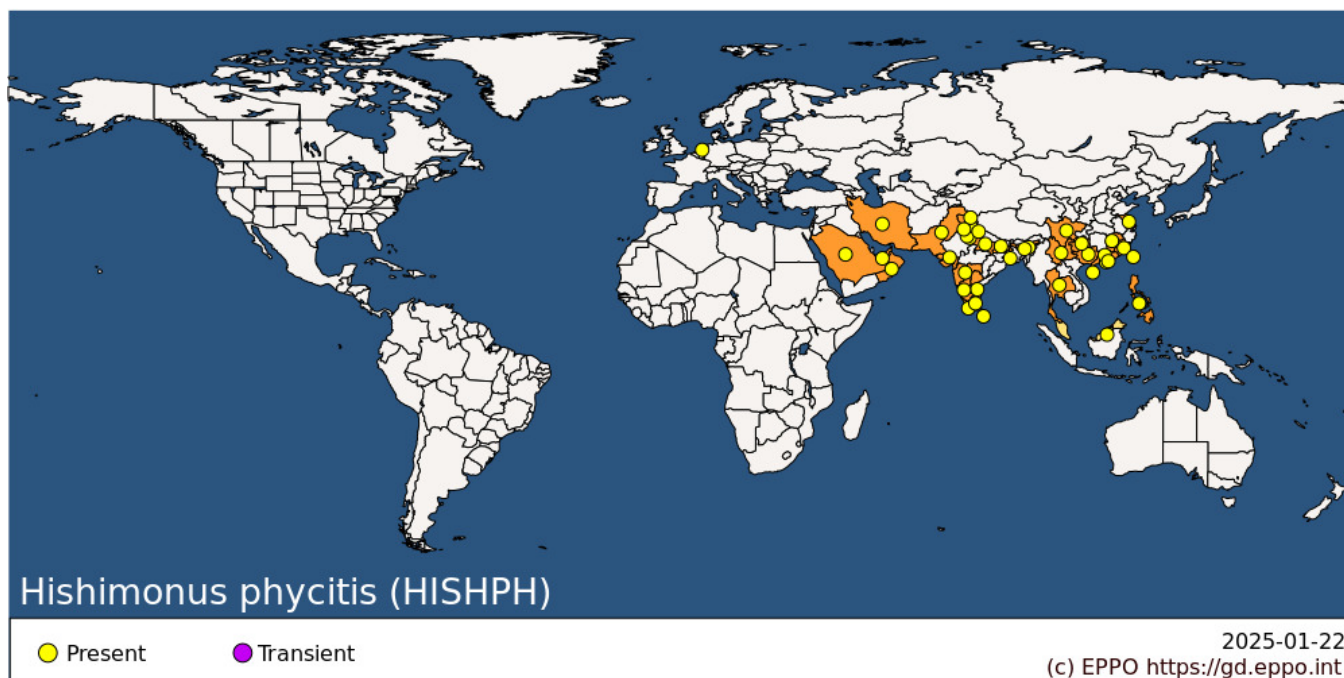 Hishimonus phycitis (HISHPH)
Present
Transient
2025-01-22
(c) EPPO https://gd.eppo.int